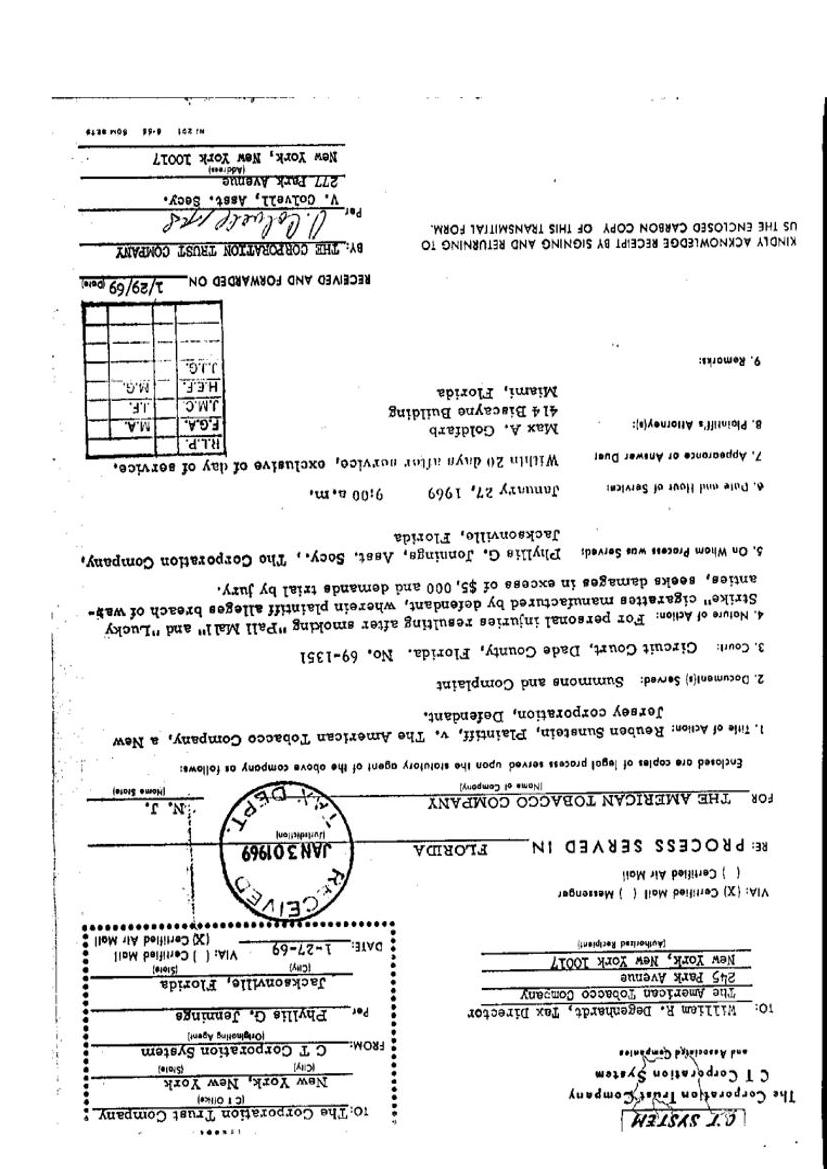 C.T. SYSTEM
The Corporation Trust Company
C T Corporation System
and Associated Companies
TO: The Corporation Trust Company
(C T Office)
New York, New York
(City) (State)
FROM: C T Corporation System
(Originating Agent)
Per Phyllis G. Jennings
Jacksonville, Florida
(City) (State)
DATE: 1-27-69 VIA: ( ) Certified Mail
(X) Certified Air Mail
TO: William R. Degenhardt, Tax Director
The American Tobacco Company
245 Park Avenue
New York, New York 10017
(Authorized Recipient)
VIA: (X) Certified Mail ( ) Messenger
( ) Certified Air Mail
RECEIVED
JAN 30 1969
TAX DEPT.
RE: PROCESS SERVED IN FLORIDA
(Jurisdiction)
FOR THE AMERICAN TOBACCO COMPANY N. J.
(Name of Company) (Home State)
Enclosed are copies of legal process served upon the statutory agent of the above company as follows:
1. Title of Action: Reuben Sunstein, Plaintiff, v. The American Tobacco Company, a New
Jersey corporation, Defendant.
2. Document(s) Served: Summons and Complaint
3. Court: Circuit Court, Dade County, Florida. No. 69-1351
4. Nature of Action: For personal injuries resulting after smoking "Pall Mall" and "Lucky
Strike" cigarettes manufactured by defendant, wherein plaintiff alleges breach of war-
anties, seeks damages in excess of $5,000 and demands trial by jury.
5. On Whom Process was Served: Phyllis G. Jennings, Asst. Secy., The Corporation Company,
Jacksonville, Florida
6. Date and Hour of Service: January 27, 1969 9:00 a.m.
7. Appearance or Answer Due: Within 20 days after service, exclusive of day of service.
8. Plaintiff's Attorney(s): Max A. Goldfarb
414 Biscayne Building
Miami, Florida
9. Remarks:
R.L.P.
F.G.A. M.A.
J.M.C. J.F.
H.E.F. M.G.
J.J.G.
RECEIVED AND FORWARDED ON 1/29/69 (Date)
KINDLY ACKNOWLEDGE RECEIPT BY SIGNING AND RETURNING TO
US THE ENCLOSED CARBON COPY OF THIS TRANSMITTAL FORM.
BY: THE CORPORATION TRUST COMPANY
Per V. Colvell
V. Colvell, Asst. Secy.
277 Park Avenue
(Address)
New York, New York 10017